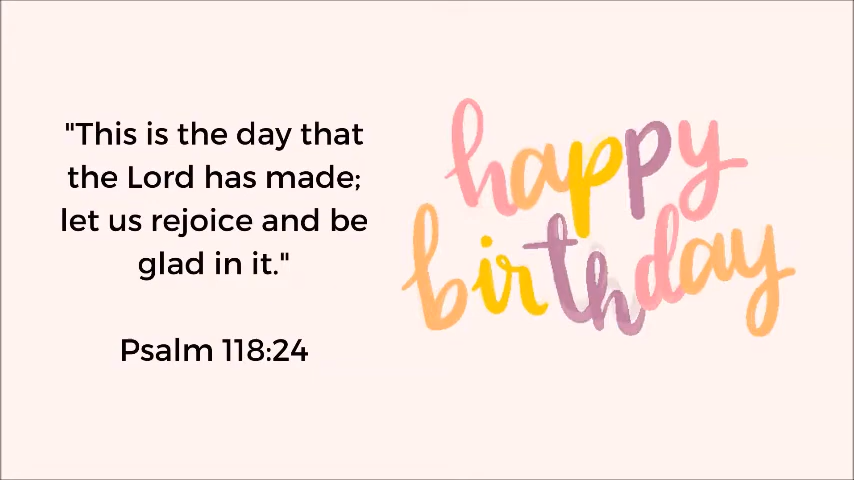 "This is the day that
the Lord has made;
let us rejoice and be
glad in it."
Psalm 118:24
happy
birthday